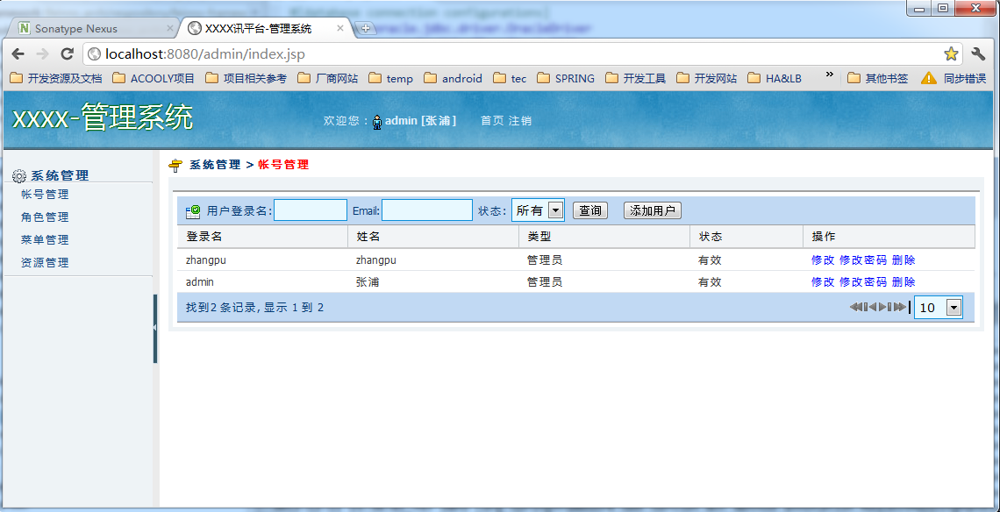 Sonatype Nexus
XXXX讯平台-管理系统
localhost:8080/admin/index.jsp
开发资源及文档 ACOOLY项目 项目相关参考 厂商网站 temp android tec SPRING 开发工具 开发网站 HA&LB » 其他书签 同步错误
xxxx-管理系统
欢迎您 : admin [张浦] 首页 注销
系统管理
帐号管理
角色管理
菜单管理
资源管理
系统管理 > 帐号管理
用户登录名: Email: 状态: 所有 查询 添加用户
登录名 姓名 类型 状态 操作
zhangpu zhangpu 管理员 有效 修改 修改密码 删除
admin 张浦 管理员 有效 修改 修改密码 删除
找到2 条记录, 显示 1 到 2
10